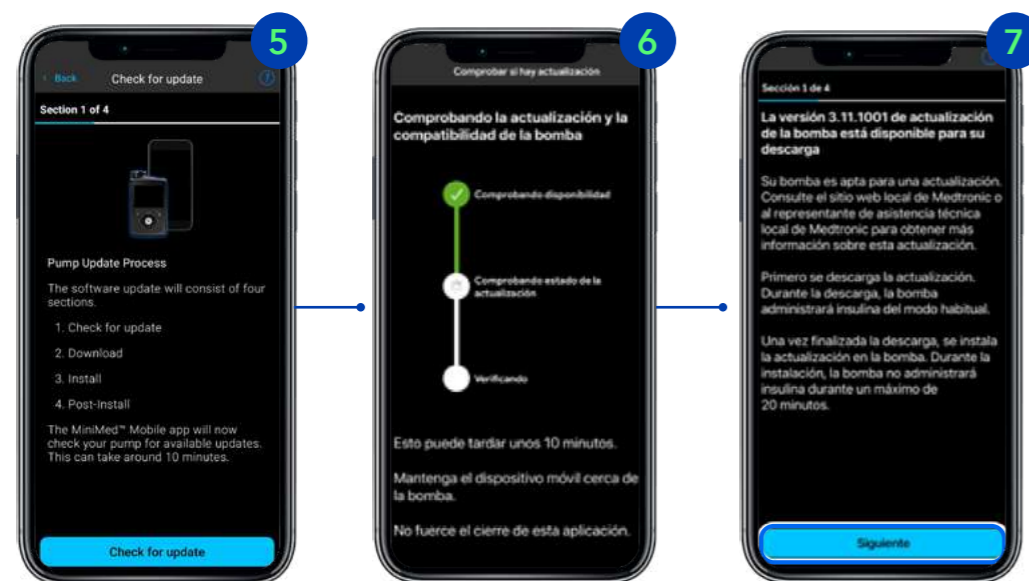 5
Back
Check for update
Section 1 of 4
Pump Update Process
The software update will consist of four
sections.
1. Check for update
2. Download
3. Install
4. Post-Install
The MiniMed™ Mobile app will now
check your pump for available updates.
This can take around 10 minutes.
Check for update
6
Comprobar si hay actualización
Comprobando la actualización y la
compatibilidad de la bomba
Comprobando disponibilidad
Comprobando estado de la
actualización
Verificando
Esto puede tardar unos 10 minutos.
Mantenga el dispositivo móvil cerca de
la bomba.
No fuerce el cierre de esta aplicación.
7
Sección 1 de 4
La versión 3.11.1001 de actualización
de la bomba está disponible para su
descarga
Su bomba es apta para una actualización.
Consulte el sitio web local de Medtronic o
al representante de asistencia técnica
local de Medtronic para obtener más
información sobre esta actualización.
Primero se descarga la actualización.
Durante la descarga, la bomba
administrará insulina del modo habitual.
Una vez finalizada la descarga, se instala
la actualización en la bomba. Durante la
instalación, la bomba no administrará
insulina durante un máximo de
20 minutos.
Siguiente